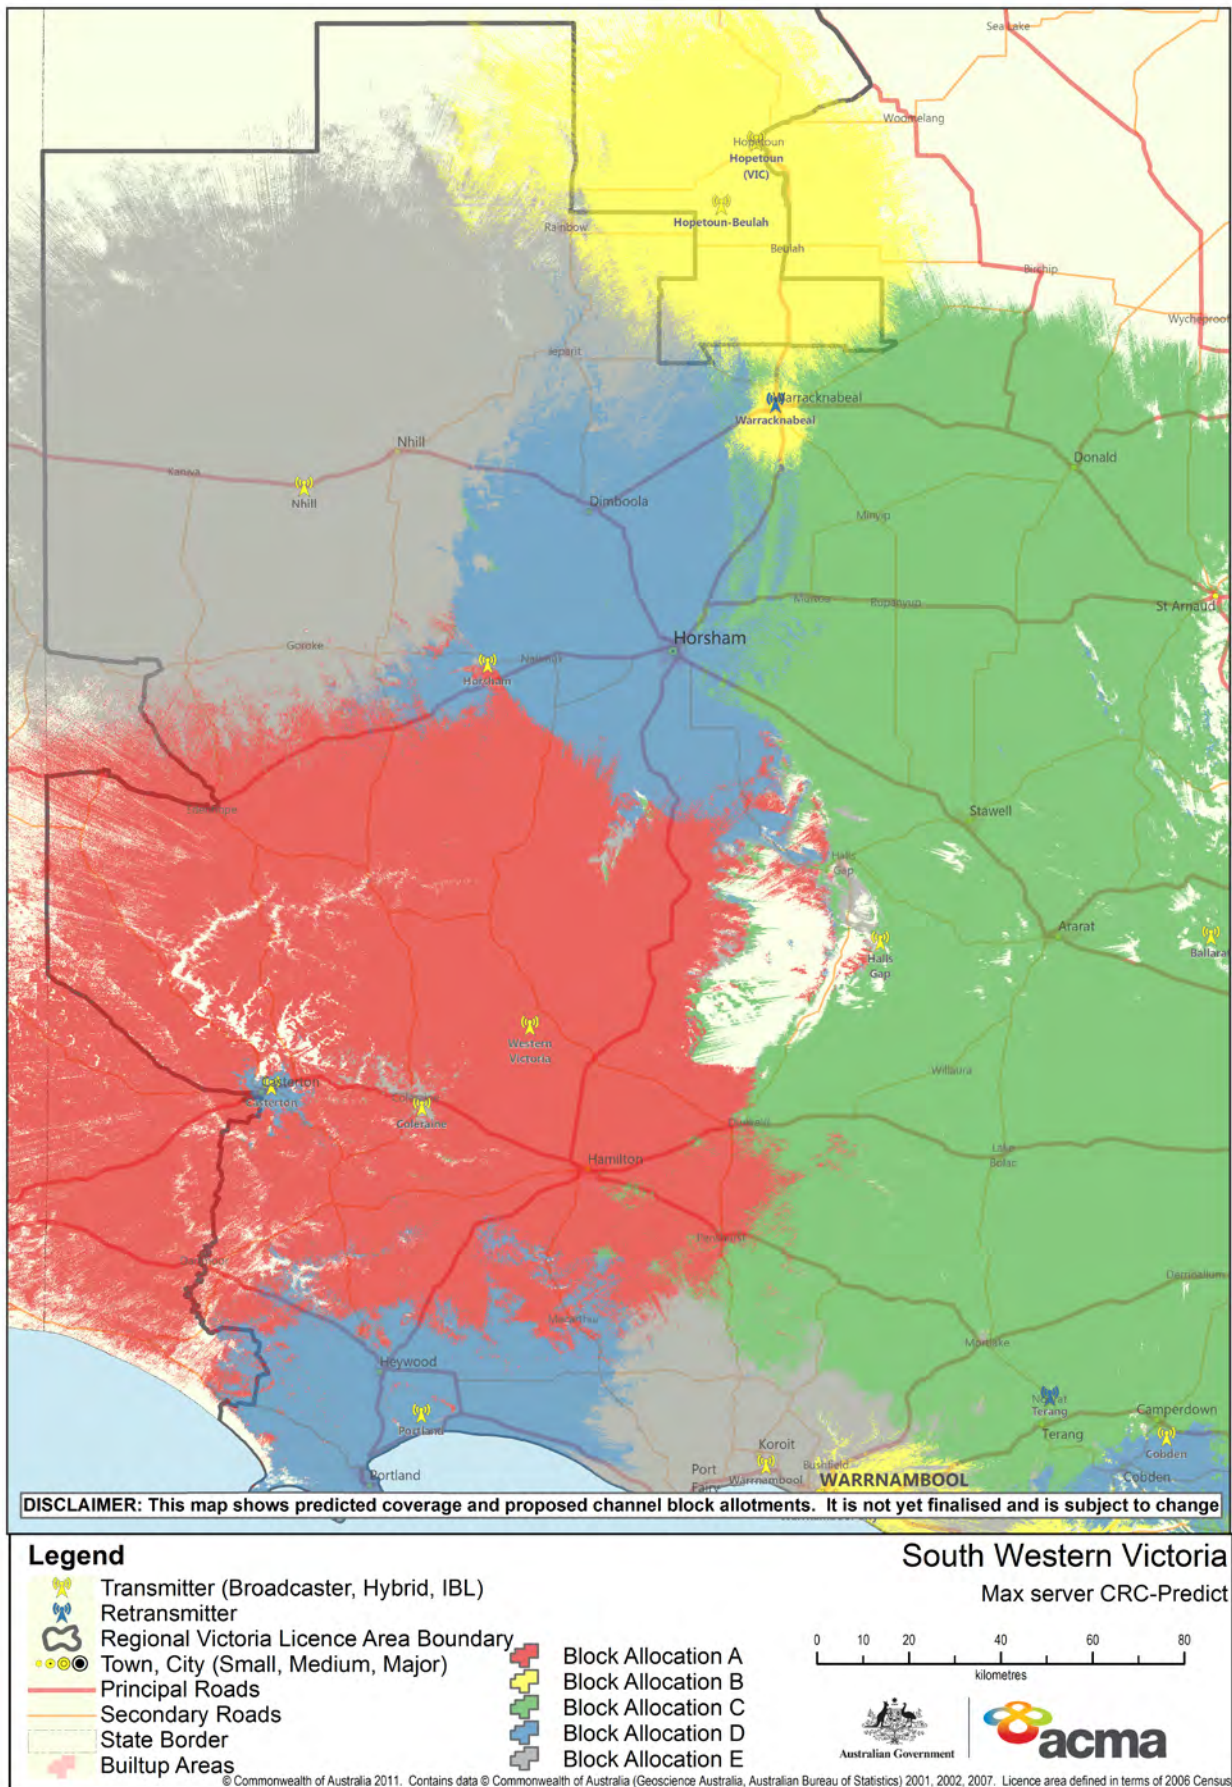 Sea Lake
Woomelang
Hopetoun
Hopetoun
(VIC)
Hopetoun-Beulah
Rainbow
Beulah
Birchip
Wycheproof
Jeparit
Warracknabeal
Warracknabeal
Nhill
Donald
Kaniva
Nhill
Dimboola
Minyip
Murtoa
Rupanyup
St Arnaud
Horsham
Goroke
Natimuk
Horsham
Edenhope
Stawell
Halls
Gap
Ararat
Halls
Gap
Ballarat
Western
Victoria
Willaura
Casterton
Casterton
Coleraine
Coleraine
Dunkeld
Lake
Bolac
Hamilton
Penshurst
Derrinallum
Macarthur
Mortlake
Heywood
Noorat
Terang
Camperdown
Portland
Terang
Cobden
Koroit
Bushfield
Port
Fairy
Warrnambool
WARRNAMBOOL
Portland
Cobden
DISCLAIMER: This map shows predicted coverage and proposed channel block allotments. It is not yet finalised and is subject to change
Legend
Transmitter (Broadcaster, Hybrid, IBL)
Retransmitter
Regional Victoria Licence Area Boundary
Town, City (Small, Medium, Major)
Principal Roads
Secondary Roads
State Border
Builtup Areas
Block Allocation A
Block Allocation B
Block Allocation C
Block Allocation D
Block Allocation E
South Western Victoria
Max server CRC-Predict
0 10 20 40 60 80
kilometres
Australian Government
acma
© Commonwealth of Australia 2011. Contains data © Commonwealth of Australia (Geoscience Australia, Australian Bureau of Statistics) 2001, 2002, 2007. Licence area defined in terms of 2006 Census